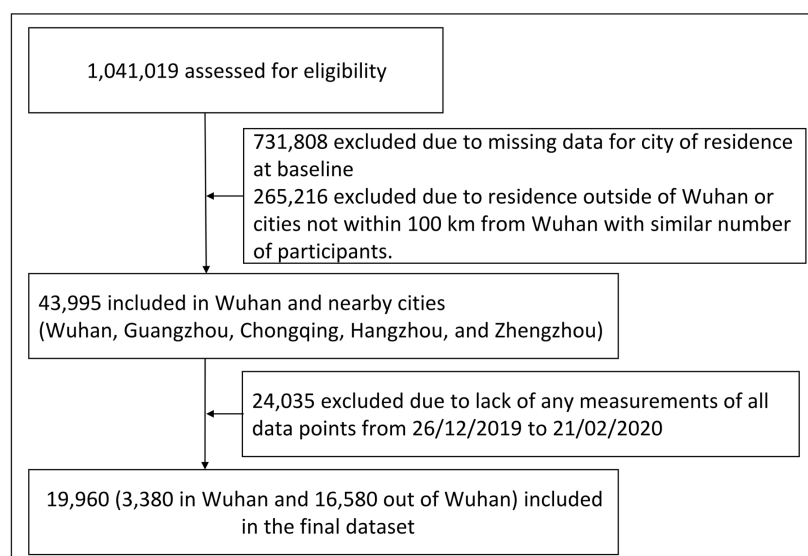 1,041,019 assessed for eligibility
731,808 excluded due to missing data for city of residence
at baseline
265,216 excluded due to residence outside of Wuhan or
cities not within 100 km from Wuhan with similar number
of participants.
43,995 included in Wuhan and nearby cities
(Wuhan, Guangzhou, Chongqing, Hangzhou, and Zhengzhou)
24,035 excluded due to lack of any measurements of all
data points from 26/12/2019 to 21/02/2020
19,960 (3,380 in Wuhan and 16,580 out of Wuhan) included
in the final dataset